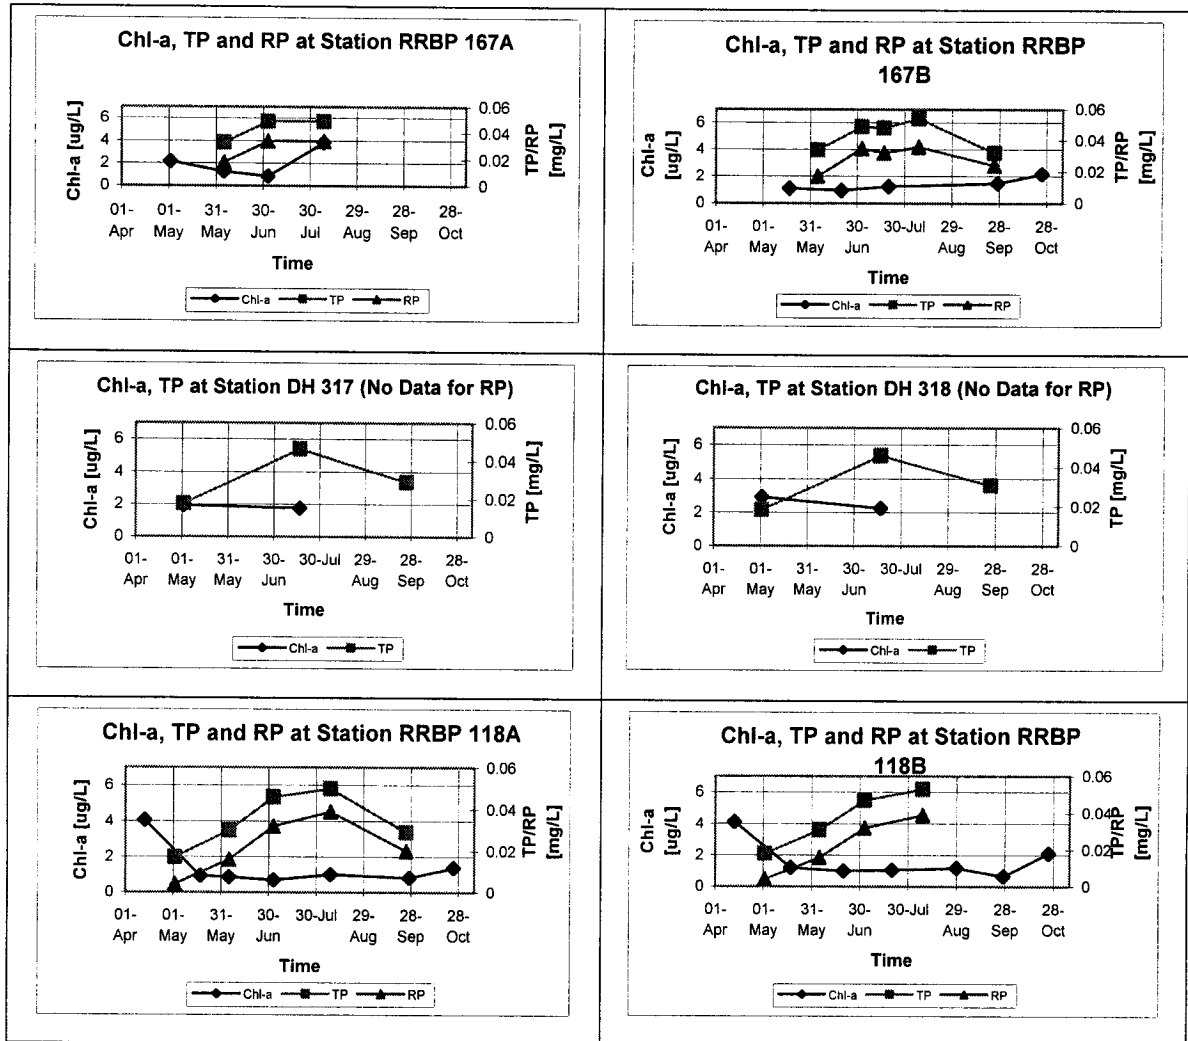 Chl-a, TP and RP at Station RRBP 167A
Chl-a [ug/L]
6
4
2
0
0.06
0.04
0.02
0
TP/RP
[mg/L]
01-Apr
01-May
31-May
30-Jun
30-Jul
29-Aug
28-Sep
28-Oct
Time
Chl-a TP RP
Chl-a, TP and RP at Station RRBP
167B
Chl-a
[ug/L]
6
4
2
0
0.06
0.04
0.02
0
TP/RP
[mg/L]
01-Apr
01-May
31-May
30-Jun
30-Jul
29-Aug
28-Sep
28-Oct
Time
Chl-a TP RP
Chl-a, TP at Station DH 317 (No Data for RP)
Chl-a [ug/L]
6
4
2
0
0.06
0.04
0.02
0
TP [mg/L]
01-Apr
01-May
31-May
30-Jun
30-Jul
29-Aug
28-Sep
28-Oct
Time
Chl-a TP
Chl-a, TP at Station DH 318 (No Data for RP)
Chl-a [ug/L]
6
4
2
0
0.06
0.04
0.02
0
TP [mg/L]
01-Apr
01-May
31-May
30-Jun
30-Jul
29-Aug
28-Sep
28-Oct
Time
Chl-a TP
Chl-a, TP and RP at Station RRBP 118A
Chl-a [ug/L]
6
4
2
0
0.06
0.04
0.02
0
TP/RP
[mg/L]
01-Apr
01-May
31-May
30-Jun
30-Jul
29-Aug
28-Sep
28-Oct
Time
Chl-a TP RP
Chl-a, TP and RP at Station RRBP
118B
Chl-a
[ug/L]
6
4
2
0
0.06
0.04
0.02
0
TP/RP
[mg/L]
01-Apr
01-May
31-May
30-Jun
30-Jul
29-Aug
28-Sep
28-Oct
Time
Chl-a TP RP